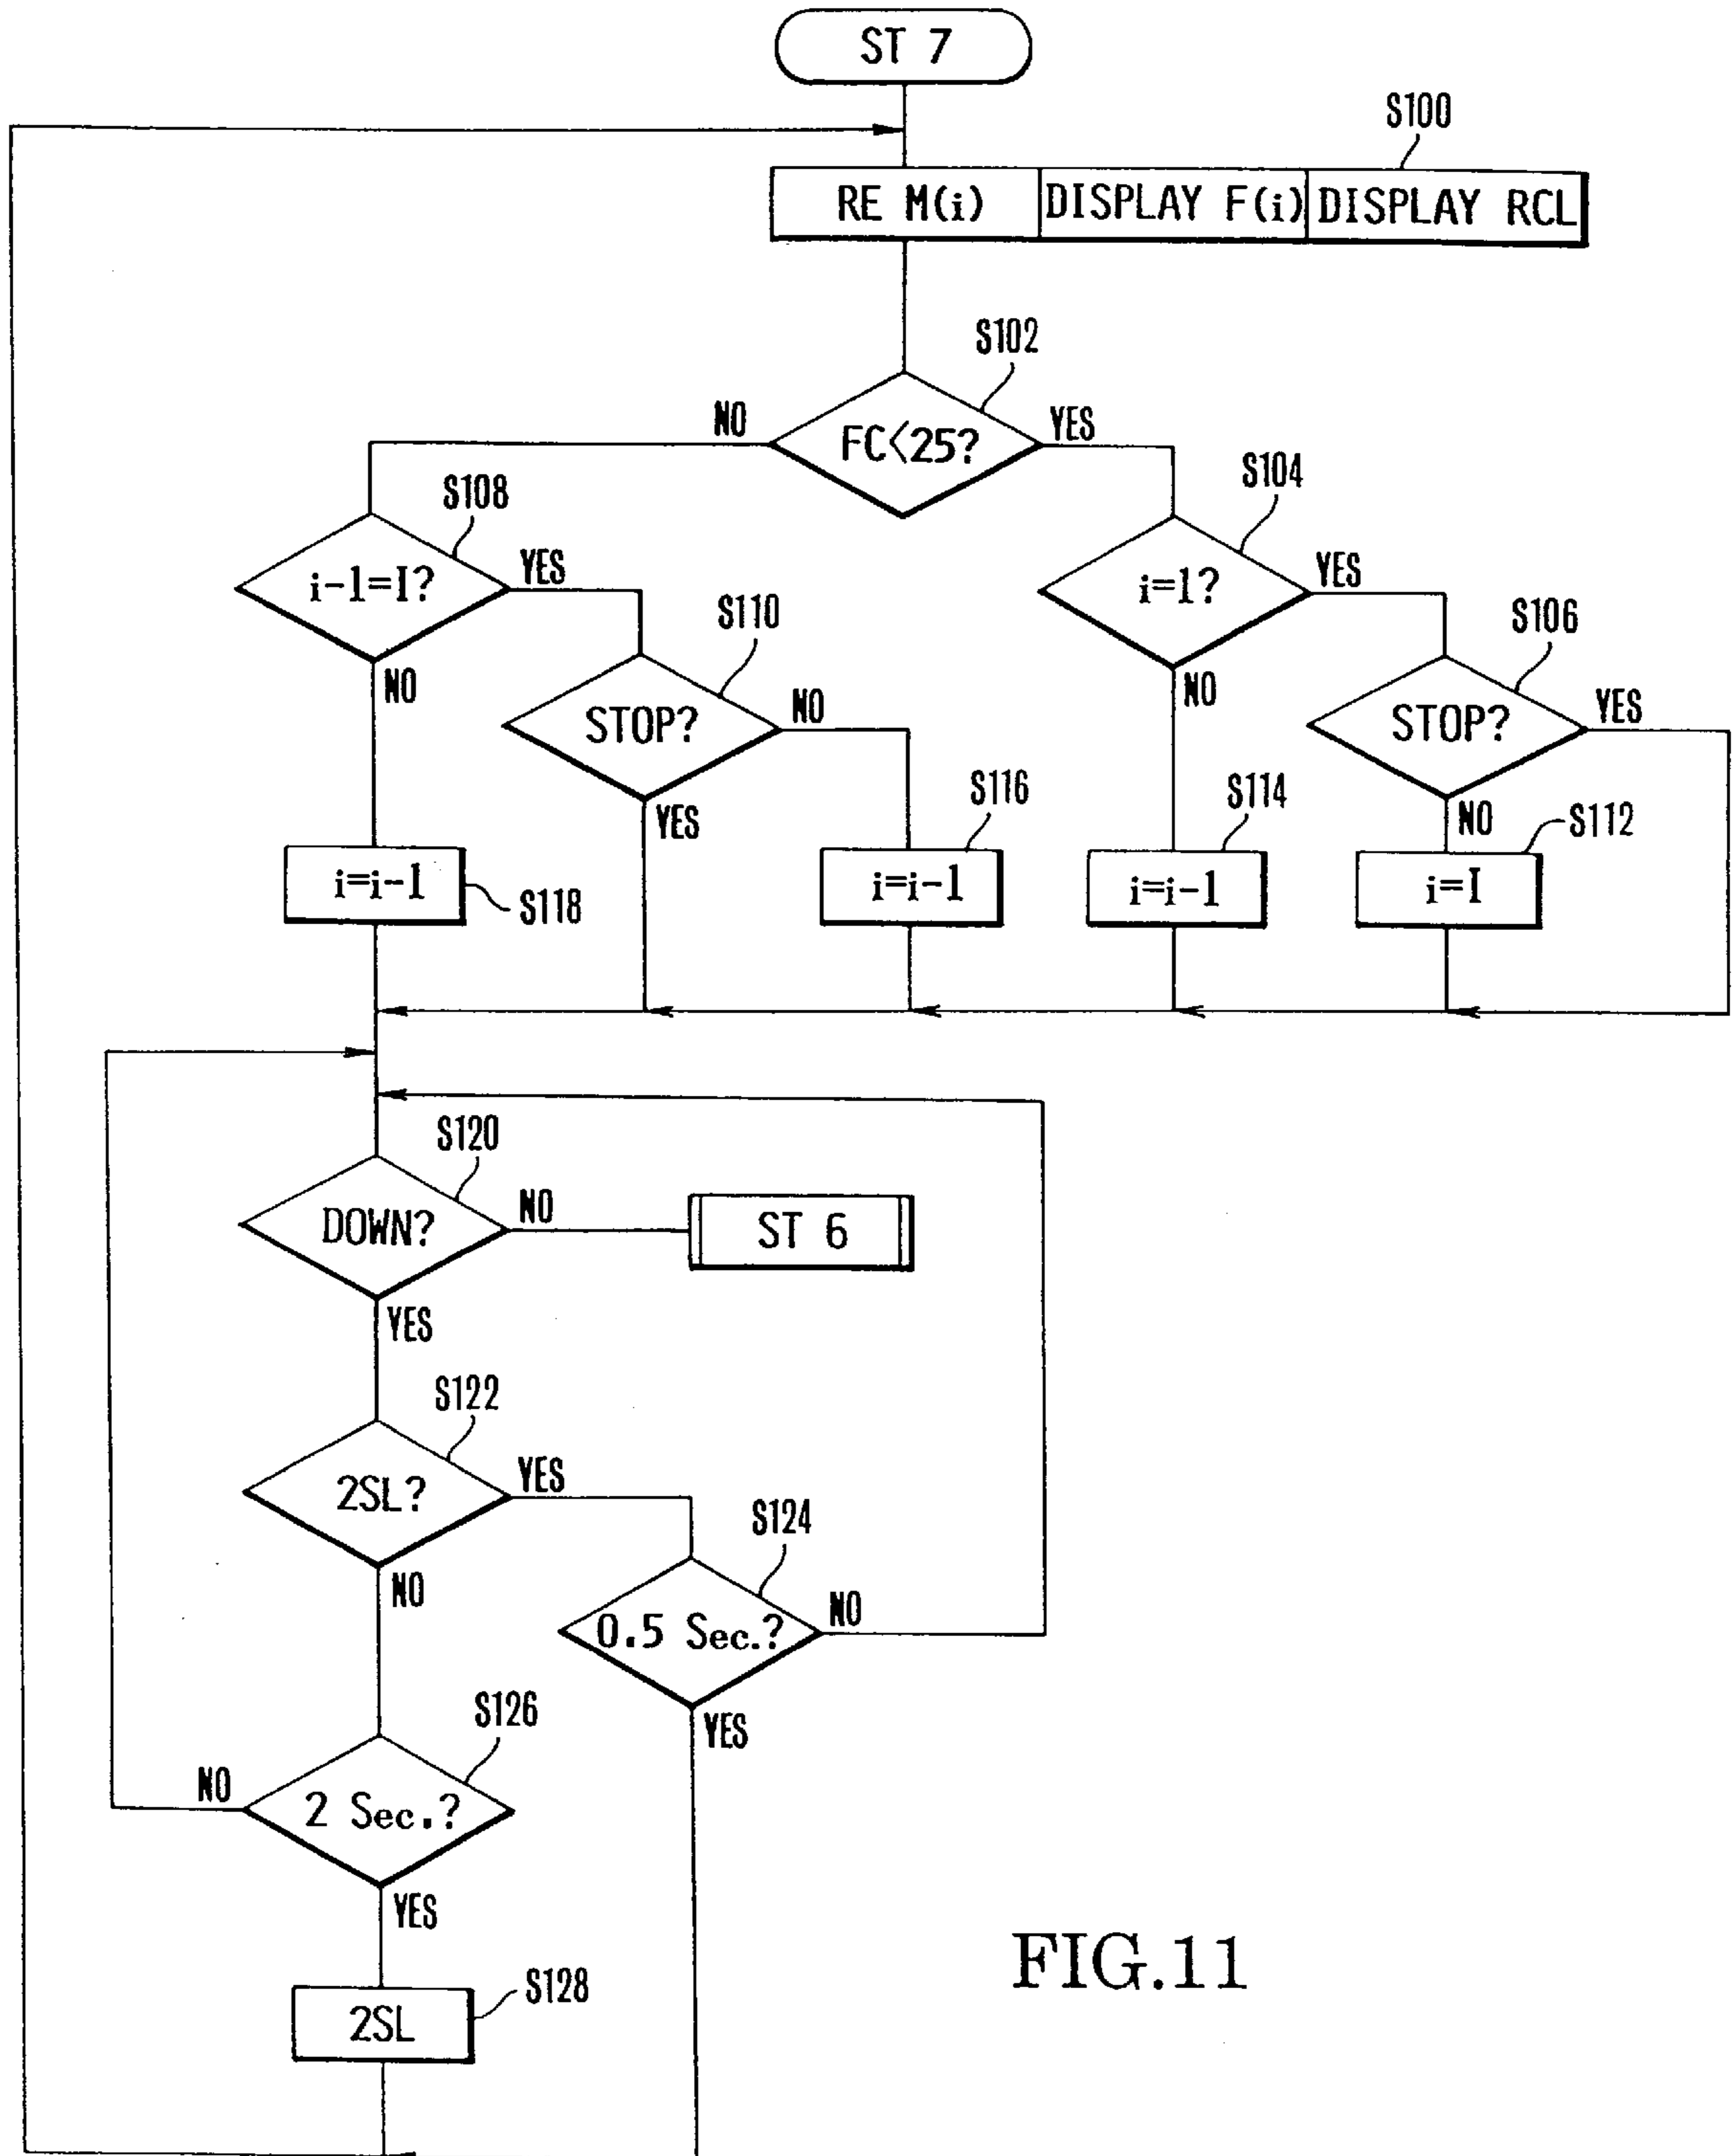 ST 7
S100
RE M(i) DISPLAY F(i) DISPLAY RCL
S102
NO FC<25? YES
S108
S104
i-1=I? YES
i=1? YES
S110
S106
NO
NO
STOP? NO
STOP? YES
S116
S114
YES
NO
S112
i=i-1
S118
i=i-1
i=i-1
i=I
S120
DOWN? NO
ST 6
YES
S122
2SL? YES
S124
NO
0.5 Sec.? NO
S126
YES
NO
2 Sec.?
YES
S128
2SL
FIG.11